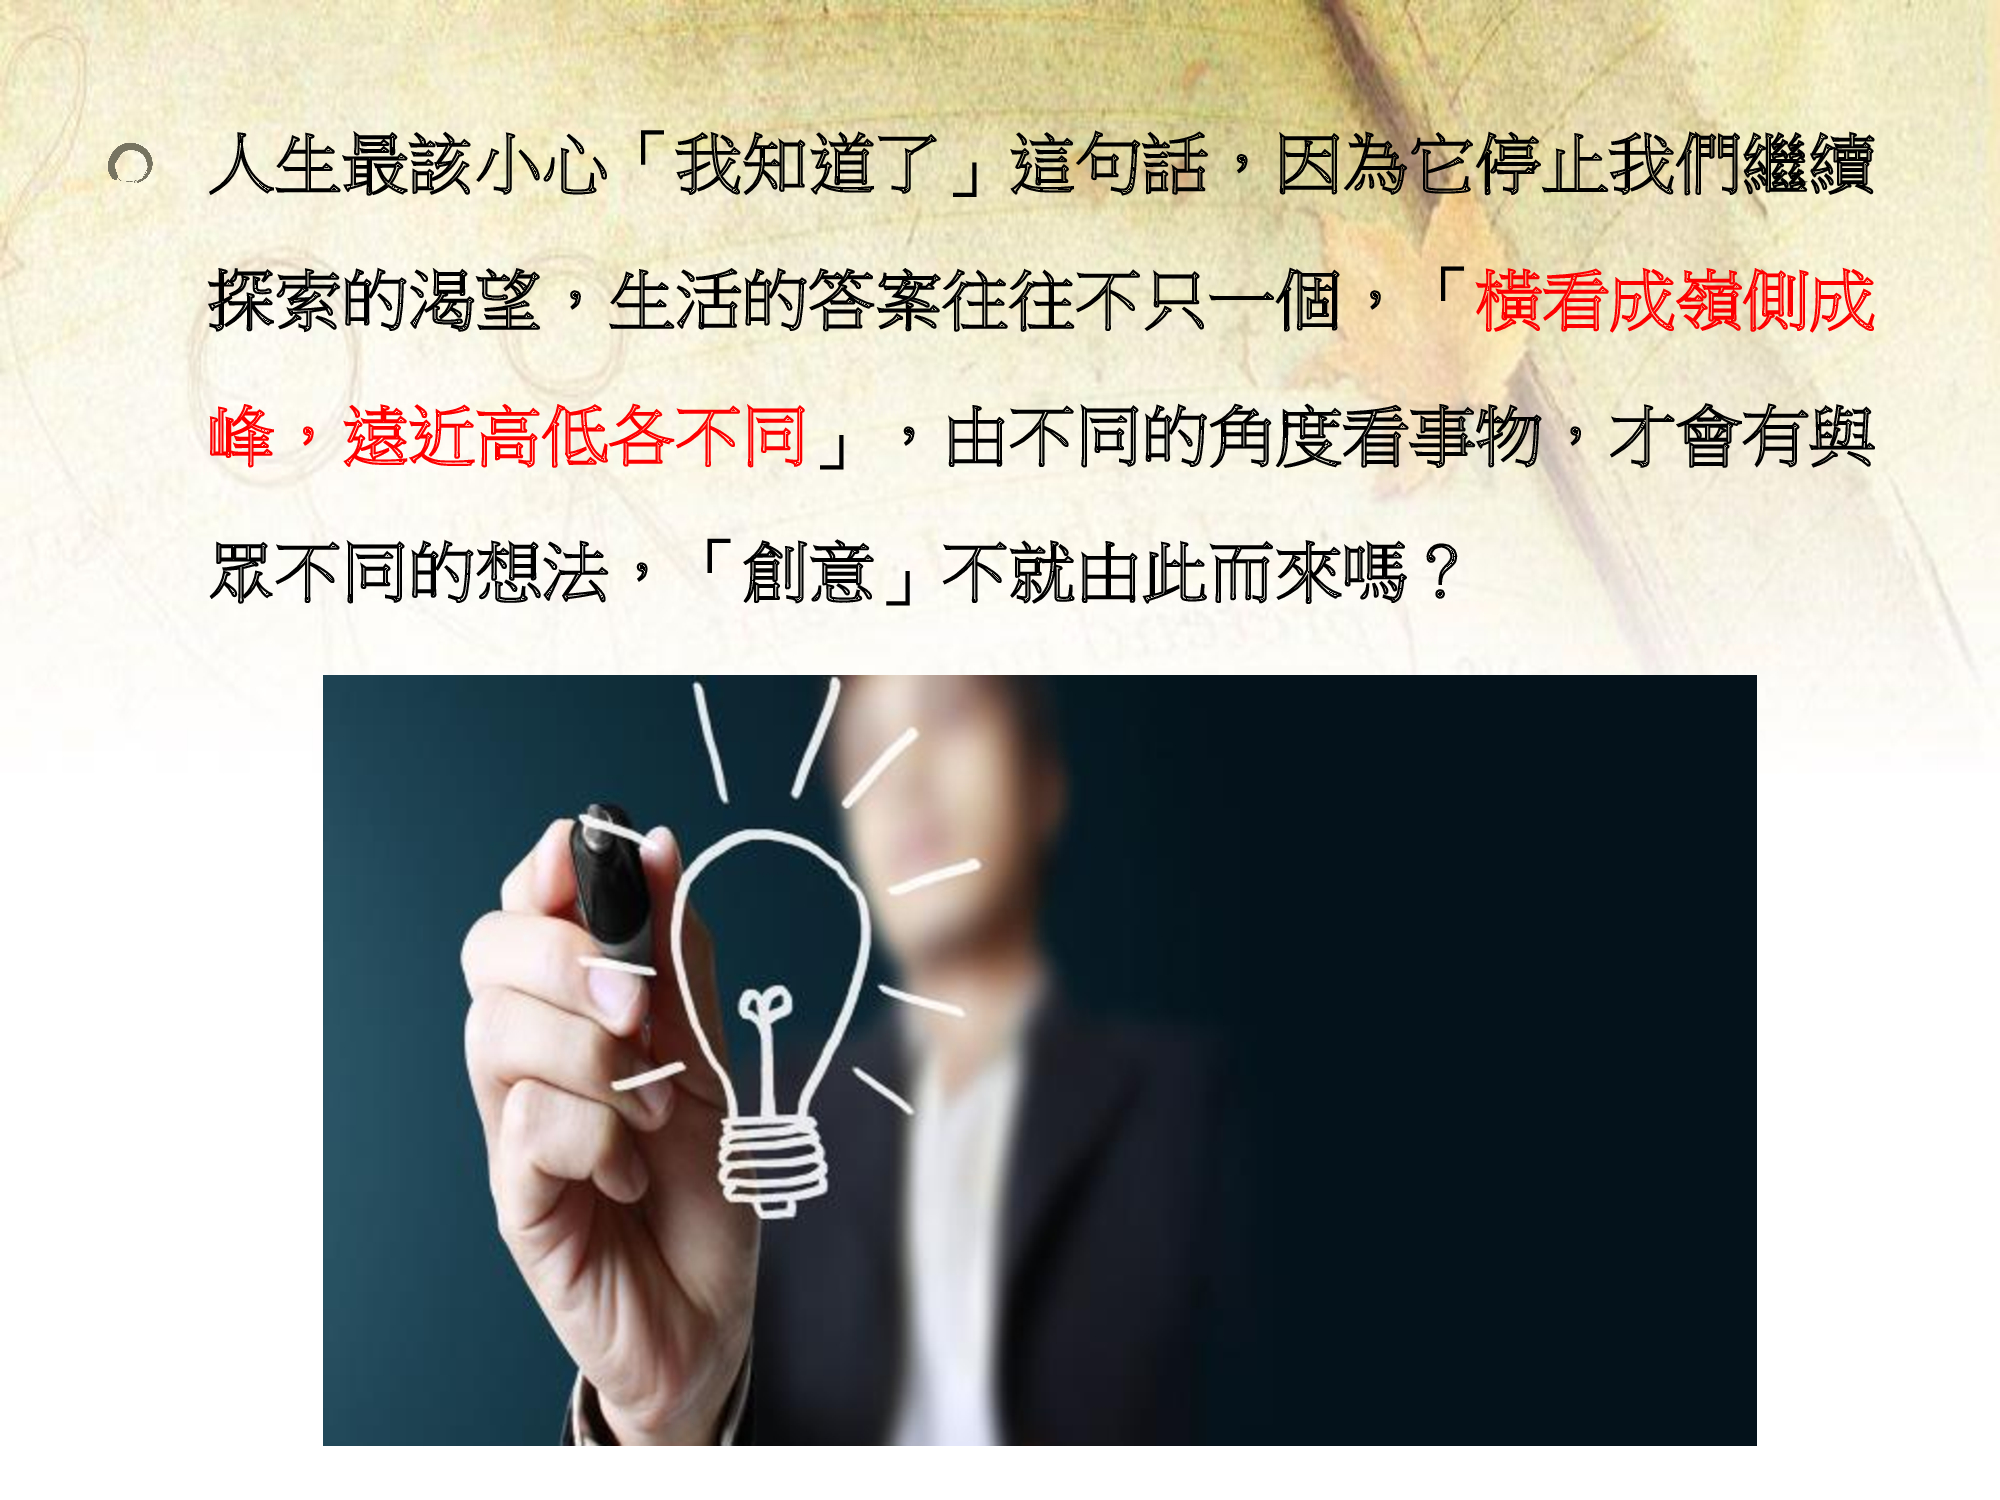 人生最該小心「我知道了」這句話，因為它停止我們繼續
探索的渴望，生活的答案往往不只一個，「橫看成嶺側成
峰，遠近高低各不同」，由不同的角度看事物，才會有與
眾不同的想法，「創意」不就由此而來嗎？